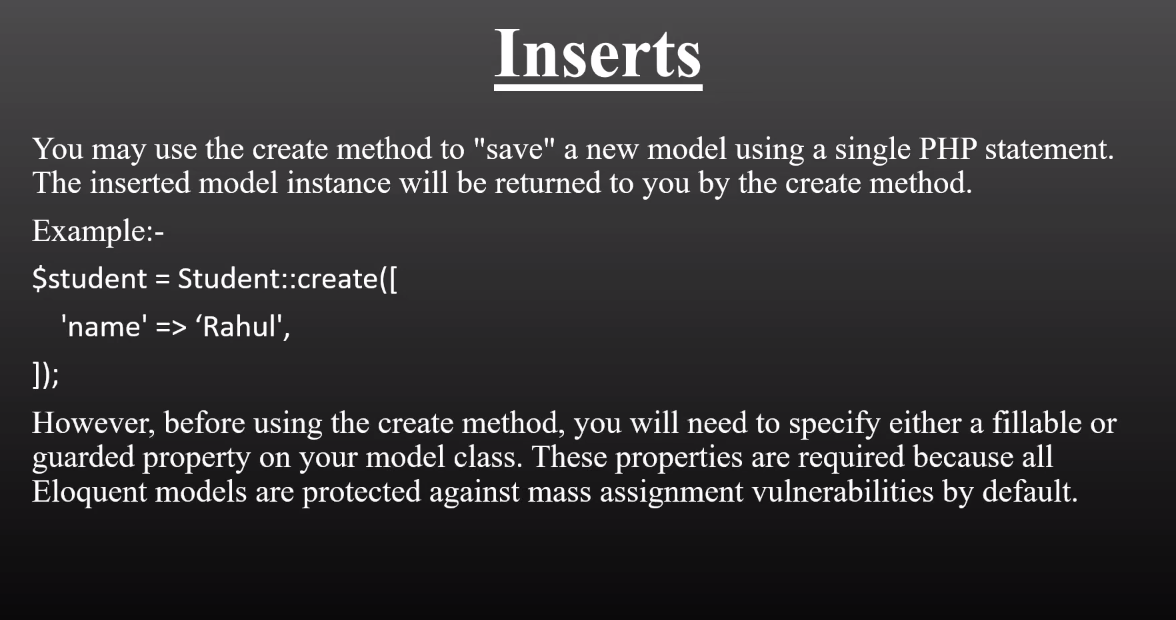 Inserts
You may use the create method to "save" a new model using a single PHP statement.
The inserted model instance will be returned to you by the create method.
Example:-
$student = Student::create([
'name' => ‘Rahul',
]);
However, before using the create method, you will need to specify either a fillable or
guarded property on your model class. These properties are required because all
Eloquent models are protected against mass assignment vulnerabilities by default.